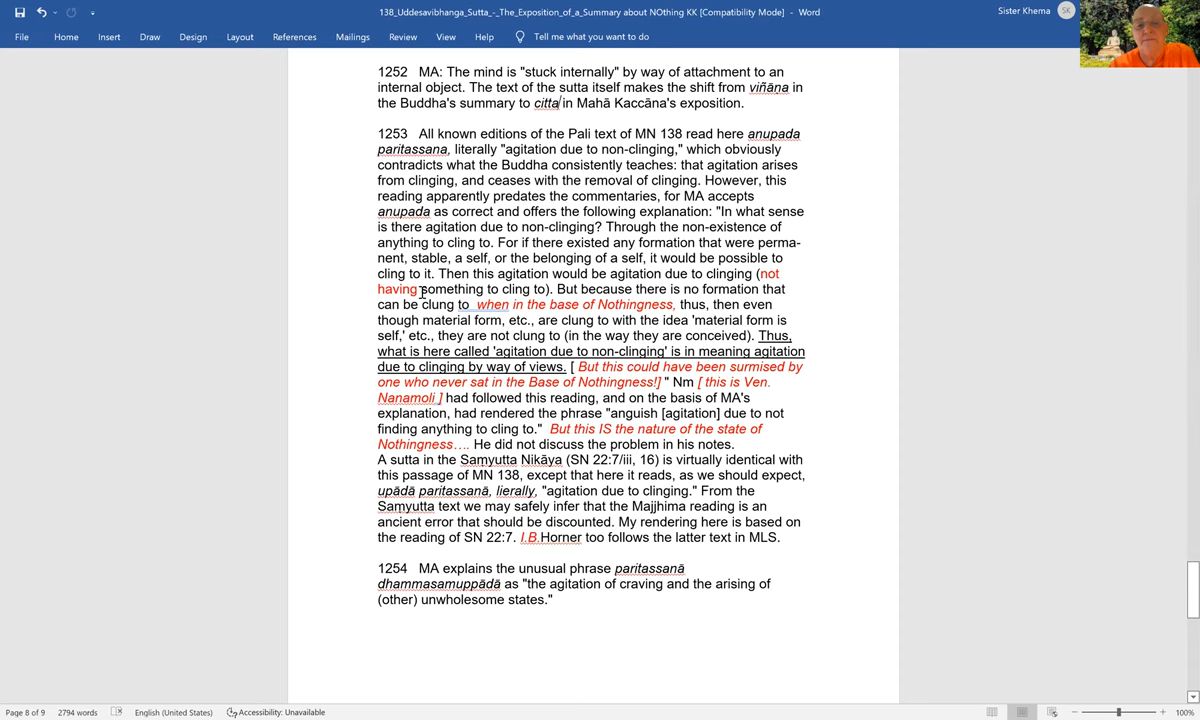 138_Uddesavibhanga_Sutta_-_The_Exposition_of_a_Summary about NOthing KK [Compatibility Mode] - Word
Sister Khema
SK
File Home Insert Draw Design Layout References Mailings Review View Help Tell me what you want to do
1252 MA: The mind is "stuck internally" by way of attachment to an
internal object. The text of the sutta itself makes the shift from viñāṇa in
the Buddha's summary to citta in Mahā Kaccāna's exposition.
1253 All known editions of the Pali text of MN 138 read here anupada
paritassana, literally "agitation due to non-clinging," which obviously
contradicts what the Buddha consistently teaches: that agitation arises
from clinging, and ceases with the removal of clinging. However, this
reading apparently predates the commentaries, for MA accepts
anupada as correct and offers the following explanation: "In what sense
is there agitation due to non-clinging? Through the non-existence of
anything to cling to. For if there existed any formation that were perma-
nent, stable, a self, or the belonging of a self, it would be possible to
cling to it. Then this agitation would be agitation due to clinging (not
having something to cling to). But because there is no formation that
can be clung to when in the base of Nothingness, thus, then even
though material form, etc., are clung to with the idea 'material form is
self,' etc., they are not clung to (in the way they are conceived). Thus,
what is here called 'agitation due to non-clinging' is in meaning agitation
due to clinging by way of views. [ But this could have been surmised by
one who never sat in the Base of Nothingness!] " Nm [ this is Ven.
Nanamoli ] had followed this reading, and on the basis of MA's
explanation, had rendered the phrase "anguish [agitation] due to not
finding anything to cling to." But this IS the nature of the state of
Nothingness…. He did not discuss the problem in his notes.
A sutta in the Saṃyutta Nikāya (SN 22:7/iii, 16) is virtually identical with
this passage of MN 138, except that here it reads, as we should expect,
upādā paritassanā, lierally, "agitation due to clinging." From the
Saṃyutta text we may safely infer that the Majjhima reading is an
ancient error that should be discounted. My rendering here is based on
the reading of SN 22:7. I.B.Horner too follows the latter text in MLS.
1254 MA explains the unusual phrase paritassanā
dhammasamuppādā as "the agitation of craving and the arising of
(other) unwholesome states."
Page 8 of 9 2794 words English (United States) Accessibility: Unavailable 100%